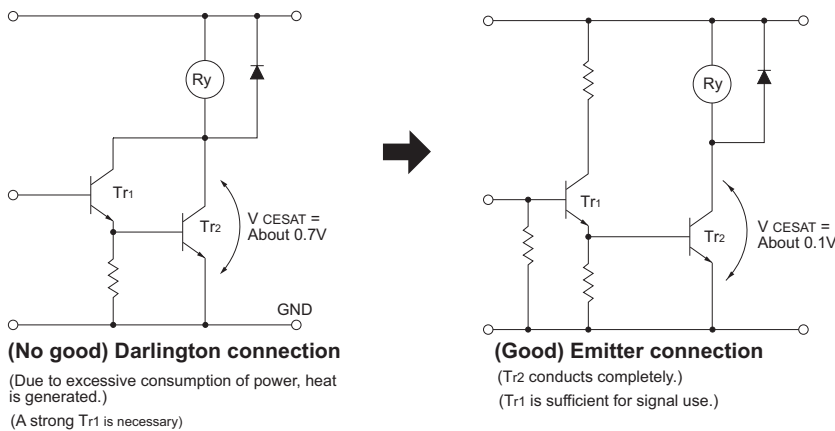 Ry
Tr1
Tr2
V CESAT =
About 0.7V
GND
(No good) Darlington connection
(Due to excessive consumption of power, heat
is generated.)
(A strong Tr1 is necessary)
Ry
Tr1
Tr2
V CESAT =
About 0.1V
(Good) Emitter connection
(Tr2 conducts completely.)
(Tr1 is sufficient for signal use.)